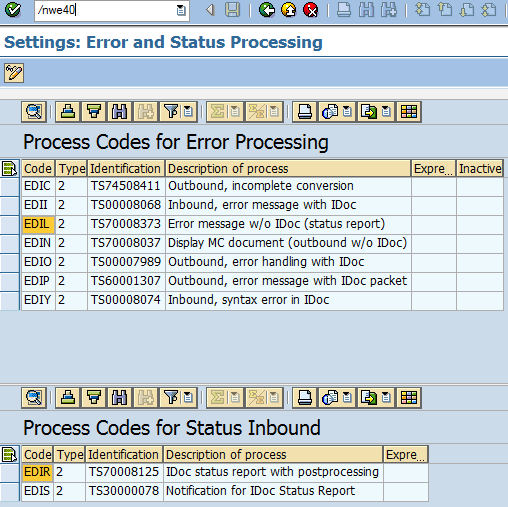 /nwe40
Settings: Error and Status Processing
Process Codes for Error Processing
Code Type Identification Description of process Expre... Inactive
EDIC 2 TS74508411 Outbound, incomplete conversion
EDII 2 TS00008068 Inbound, error message with IDoc
EDIL 2 TS70008373 Error message w/o IDoc (status report)
EDIN 2 TS70008037 Display MC document (outbound w/o IDoc)
EDIO 2 TS00007989 Outbound, error handling with IDoc
EDIP 2 TS60001307 Outbound, error message with IDoc packet
EDIY 2 TS00008074 Inbound, syntax error in IDoc
Process Codes for Status Inbound
Code Type Identification Description of process Expre...
EDIR 2 TS70008125 IDoc status report with postprocessing
EDIS 2 TS30000078 Notification for IDoc Status Report